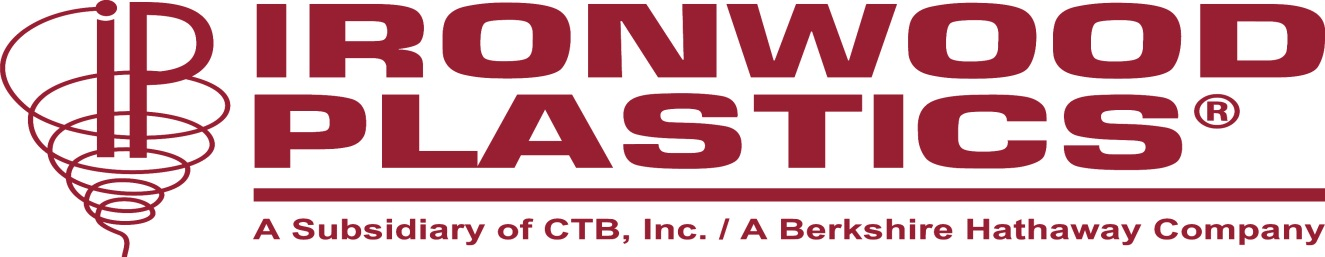 iP
IRONWOOD
PLASTICS®
A Subsidiary of CTB, Inc. / A Berkshire Hathaway Company